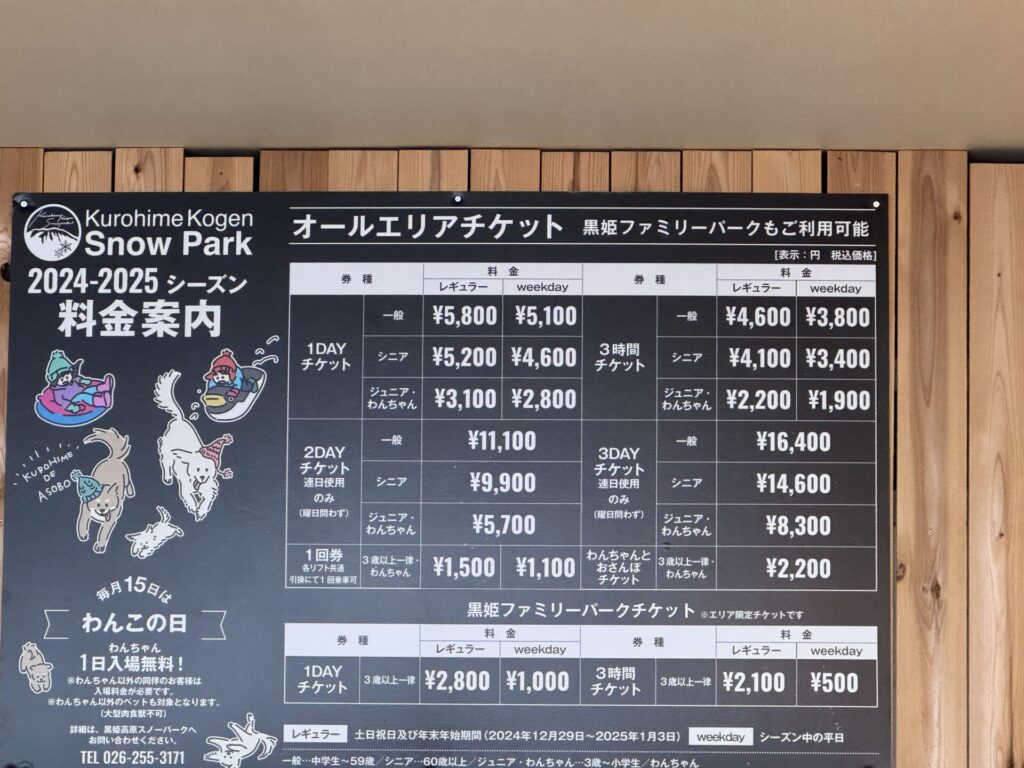 Kurohime Kogen
Snow Park
2024-2025 シーズン
料金案内
KUROHIME
DE
ASOBO
毎月15日は
わんこの日
わんちゃん
1日入場無料！
※わんちゃん以外の同伴のお客様は
入場料金が必要です。
※わんちゃん以外のペットも対象となります。
（大型肉食獣不可）
詳細は、黒姫高原スノーパークへ
お問い合わせください。
TEL 026-255-3171
オールエリアチケット 黒姫ファミリーパークもご利用可能
[表示：円 税込価格]
券種 料金 券種 料金
レギュラー weekday レギュラー weekday
1DAY
チケット
一般 ¥5,800 ¥5,100
シニア ¥5,200 ¥4,600
ジュニア・
わんちゃん ¥3,100 ¥2,800
3時間
チケット
一般 ¥4,600 ¥3,800
シニア ¥4,100 ¥3,400
ジュニア・
わんちゃん ¥2,200 ¥1,900
2DAY
チケット
連日使用
のみ
（曜日問わず）
一般 ¥11,100
シニア ¥9,900
ジュニア・
わんちゃん ¥5,700
3DAY
チケット
連日使用
のみ
（曜日問わず）
一般 ¥16,400
シニア ¥14,600
ジュニア・
わんちゃん ¥8,300
1回券
各リフト共通
引換にて1回乗車可
3歳以上一律・
わんちゃん ¥1,500 ¥1,100
わんちゃんと
おさんぽ
チケット
3歳以上一律・
わんちゃん ¥2,200
黒姫ファミリーパークチケット ※エリア限定チケットです
券種 料金 券種 料金
レギュラー weekday レギュラー weekday
1DAY
チケット
3歳以上一律 ¥2,800 ¥1,000
3時間
チケット
3歳以上一律 ¥2,100 ¥500
レギュラー 土日祝日及び年末年始期間（2024年12月29日～2025年1月3日） weekday シーズン中の平日
一般…中学生～59歳／シニア…60歳以上／ジュニア・わんちゃん…3歳～小学生／わんちゃん